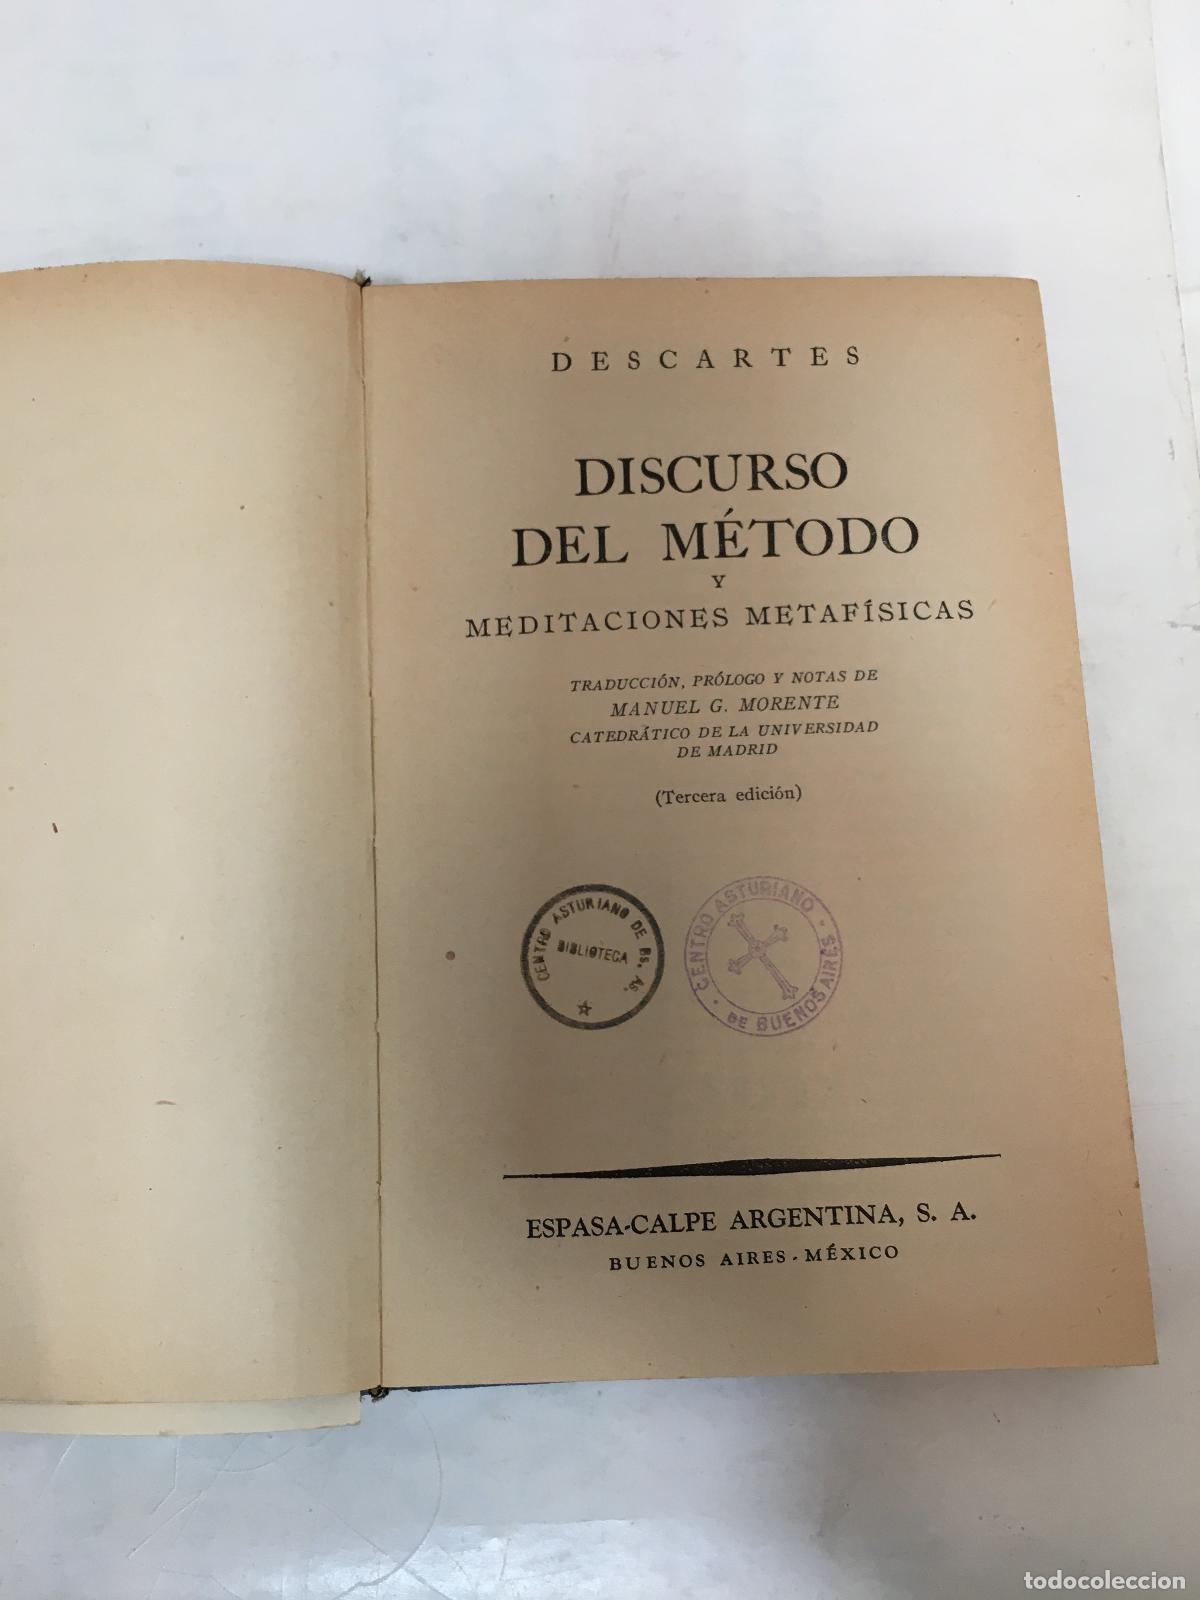 DESCARTES
DISCURSO
DEL MÉTODO
Y
MEDITACIONES METAFÍSICAS
TRADUCCIÓN, PRÓLOGO Y NOTAS DE
MANUEL G. MORENTE
CATEDRÁTICO DE LA UNIVERSIDAD
DE MADRID
(Tercera edición)
CENTRO ASTURIANO DE Bs. As.
BIBLIOTECA
CENTRO ASTURIANO
DE BUENOS AIRES
ESPASA-CALPE ARGENTINA, S. A.
BUENOS AIRES - MÉXICO
todocoleccion